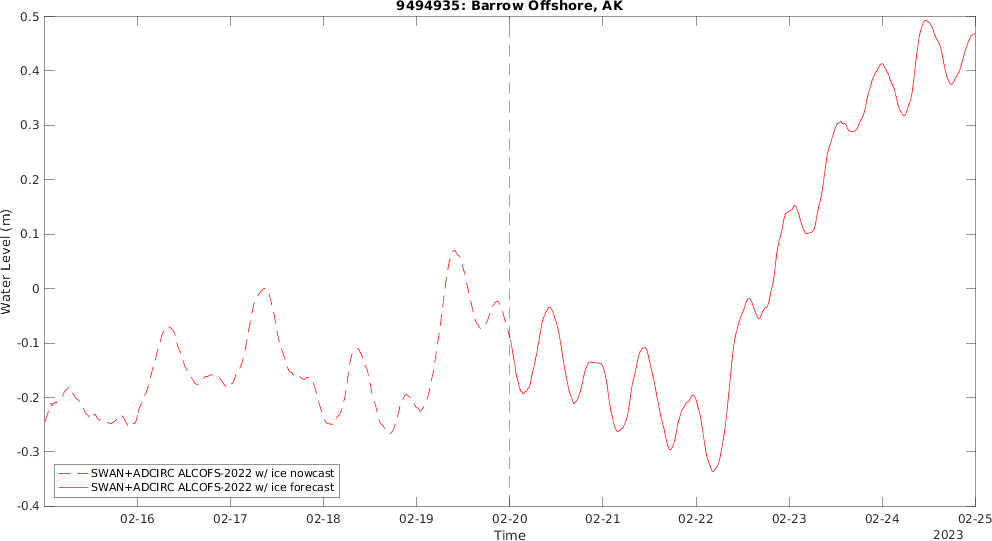 9494935: Barrow Offshore, AK
Water Level (m)
0.5
0.4
0.3
0.2
0.1
0
-0.1
-0.2
-0.3
-0.4
SWAN+ADCIRC ALCOFS-2022 w/ ice nowcast
SWAN+ADCIRC ALCOFS-2022 w/ ice forecast
02-16 02-17 02-18 02-19 02-20 02-21 02-22 02-23 02-24 02-25
Time
2023